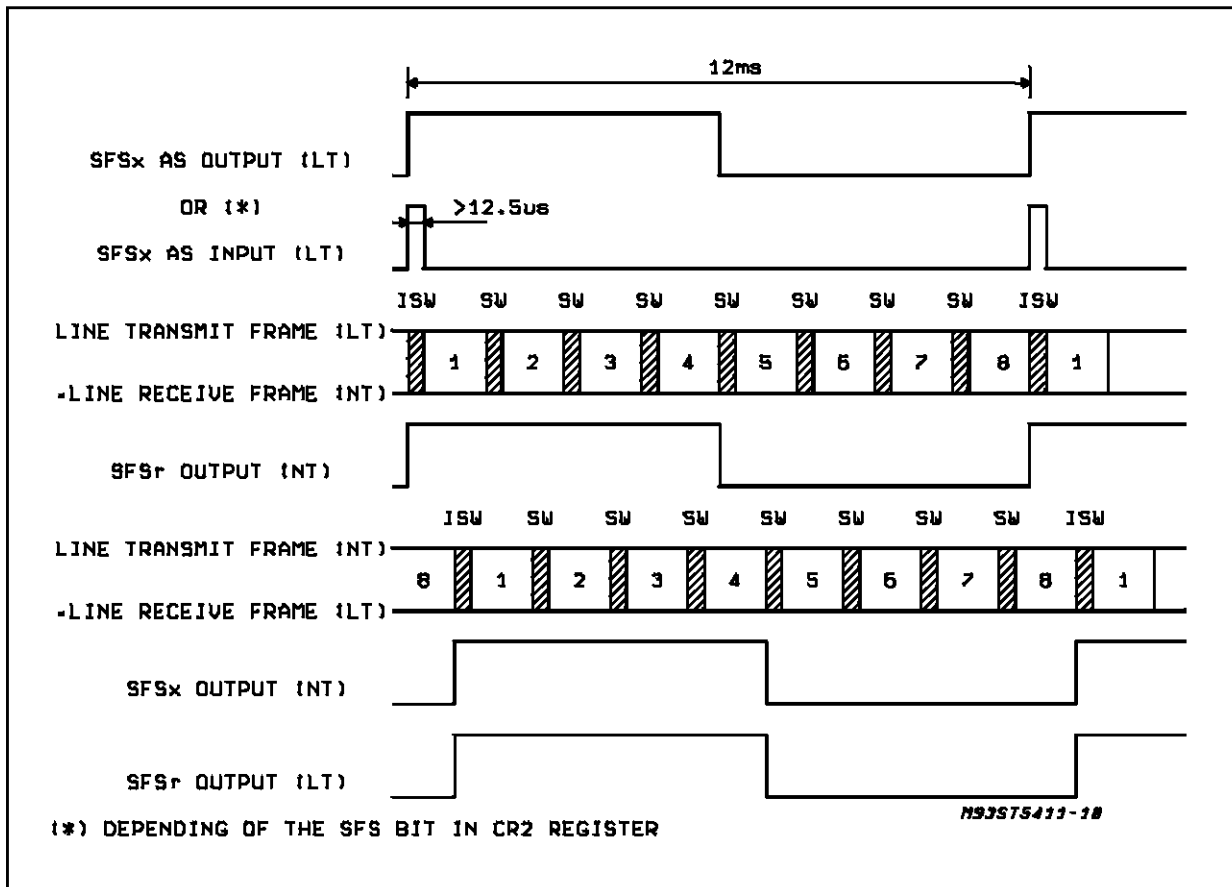 12ms
SFSx AS OUTPUT (LT)
OR (*)
>12.5us
SFSx AS INPUT (LT)
ISW SW SW SW SW SW SW SW ISW
LINE TRANSMIT FRAME (LT)
1 2 3 4 5 6 7 8 1
=LINE RECEIVE FRAME (NT)
SFSr OUTPUT (NT)
ISW SW SW SW SW SW SW SW ISW
LINE TRANSMIT FRAME (NT)
8 1 2 3 4 5 6 7 8 1
=LINE RECEIVE FRAME (LT)
SFSx OUTPUT (NT)
SFSr OUTPUT (LT)
M93ST5411-10
(*) DEPENDING OF THE SFS BIT IN CR2 REGISTER